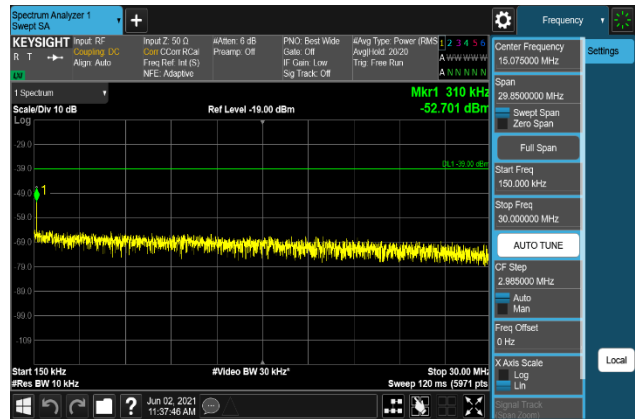 Spectrum Analyzer 1
Swept SA
Frequency
KEYSIGHT
R T
LW
Input: RF
Coupling: DC
Align: Auto
Input Z: 50 Ω
Corr CCorr RCal
Freq Ref: Int (S)
NFE: Adaptive
#Atten: 6 dB
Preamp: Off
PNO: Best Wide
Gate: Off
IF Gain: Low
Sig Track: Off
#Avg Type: Power (RMS
Avg|Hold: 20/20
Trig: Free Run
1 2 3 4 5 6
A W W W W W
A N N N N N
1 Spectrum
Scale/Div 10 dB
Log
Ref Level -19.00 dBm
Mkr1 310 kHz
-52.701 dBm
DL1 -39.00 dBm
-29.0
-39.0
-49.0
-59.0
-69.0
-79.0
-89.0
-99.0
-109
1
Start 150 kHz
#Res BW 10 kHz
#Video BW 30 kHz*
Stop 30.00 MHz
Sweep 120 ms (5971 pts
Jun 02, 2021
11:37:46 AM
Center Frequency
15.075000 MHz
Span
29.8500000 MHz
Swept Span
Zero Span
Full Span
Start Freq
150.000 kHz
Stop Freq
30.000000 MHz
AUTO TUNE
CF Step
2.985000 MHz
Auto
Man
Freq Offset
0 Hz
X Axis Scale
Log
Lin
Signal Track
(Span Zoom)
Settings
Local